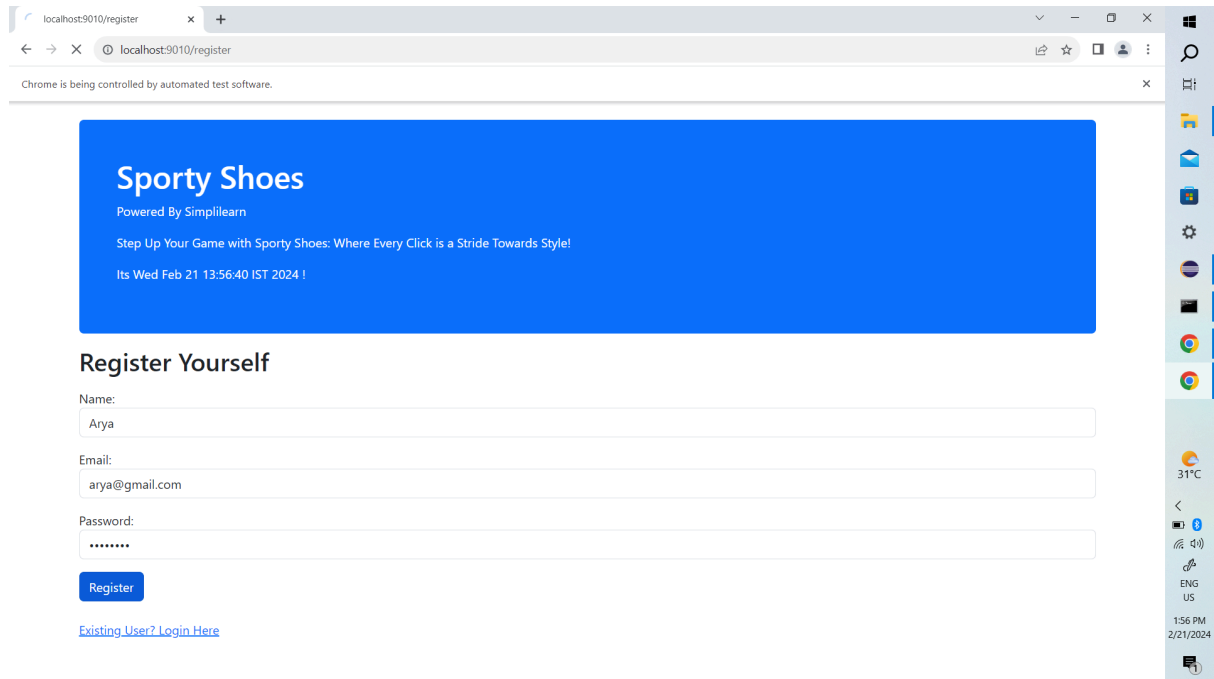 localhost:9010/register
localhost:9010/register
Chrome is being controlled by automated test software.
Sporty Shoes
Powered By Simplilearn
Step Up Your Game with Sporty Shoes: Where Every Click is a Stride Towards Style!
Its Wed Feb 21 13:56:40 IST 2024 !
Register Yourself
Name:
Arya
Email:
arya@gmail.com
Password:
••••••••
Register
Existing User? Login Here
31°C
ENG
US
1:56 PM
2/21/2024
1